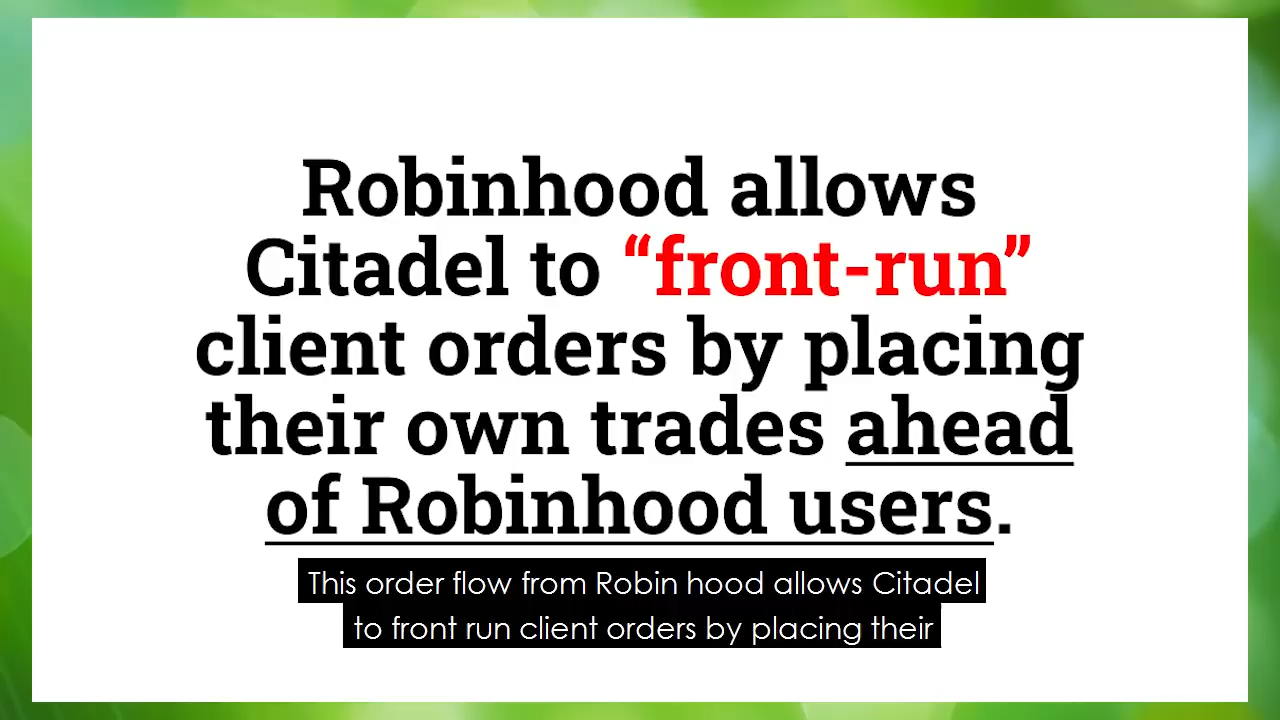 Robinhood allows
Citadel to “front-run”
client orders by placing
their own trades ahead
of Robinhood users.
This order flow from Robin hood allows Citadel
to front run client orders by placing their